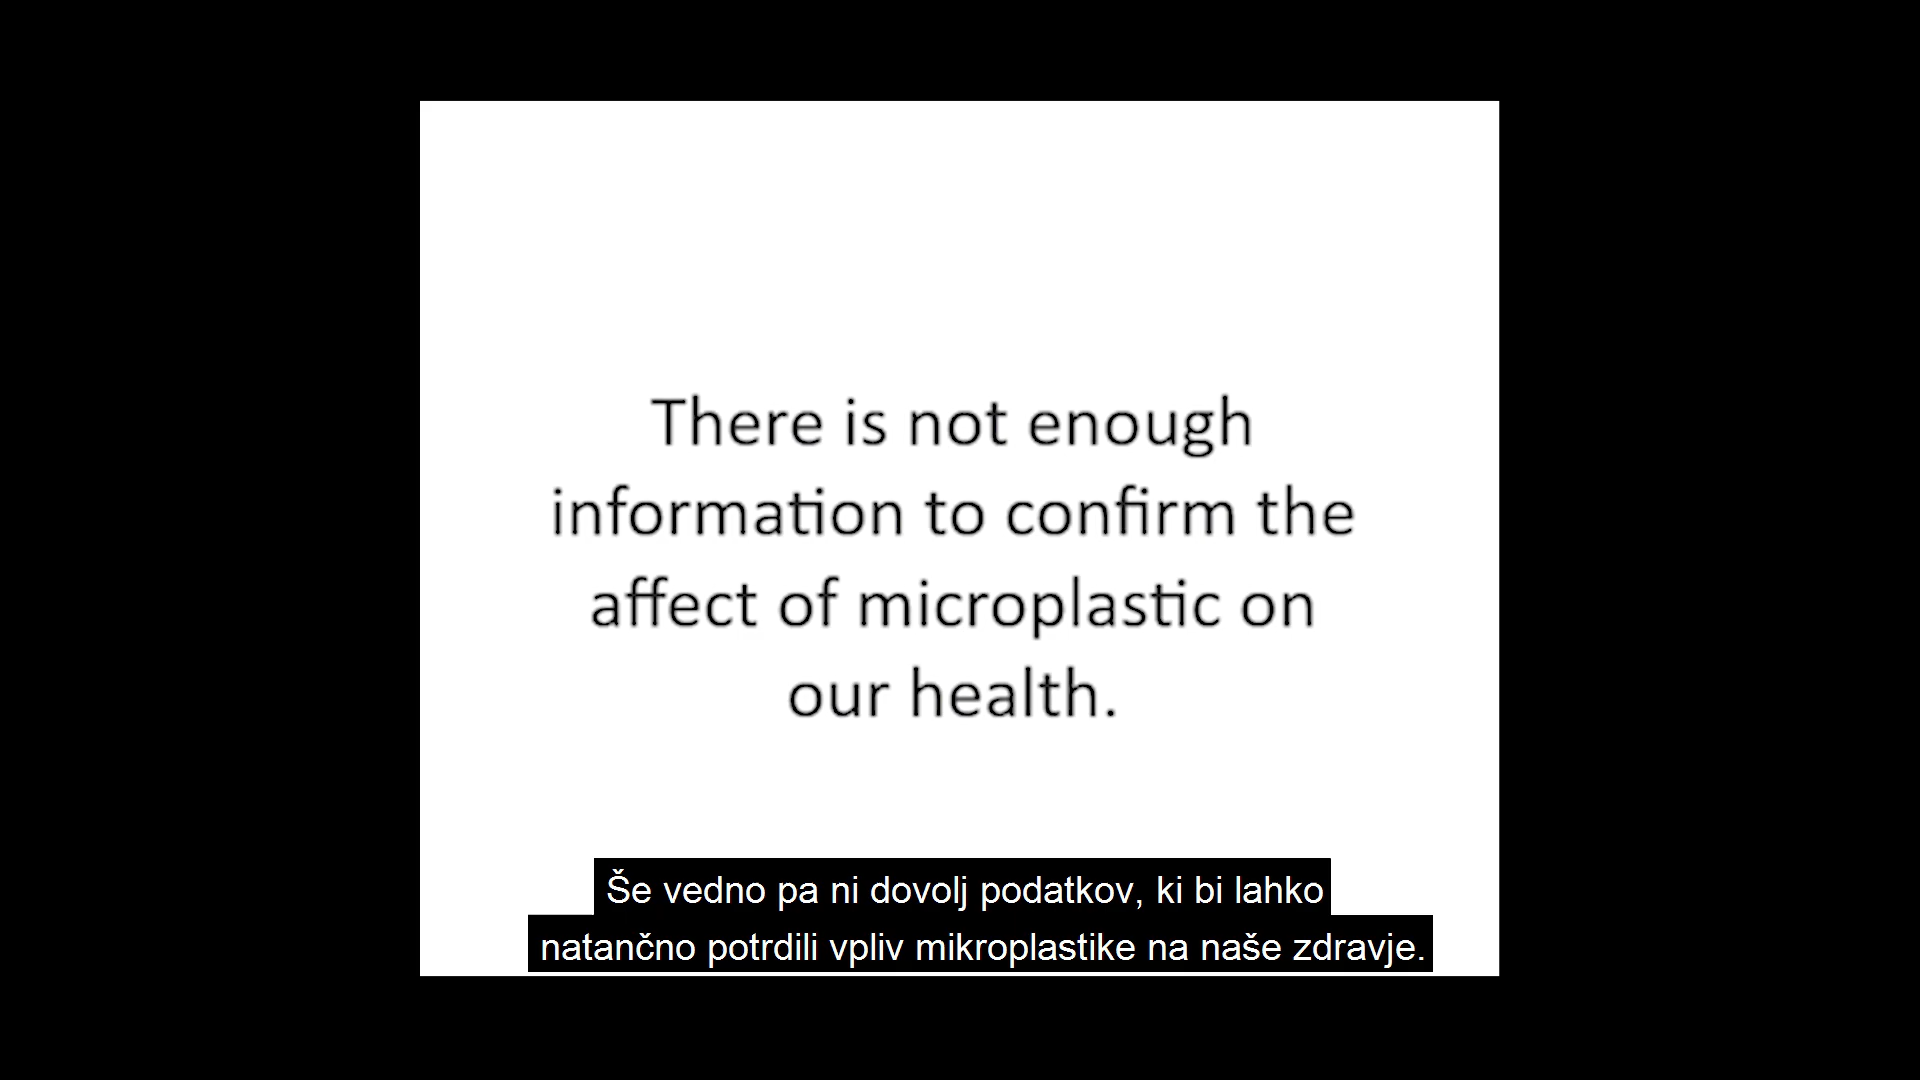 There is not enough
information to confirm the
affect of microplastic on
our health.
Še vedno pa ni dovolj podatkov, ki bi lahko
natančno potrdili vpliv mikroplastike na naše zdravje.